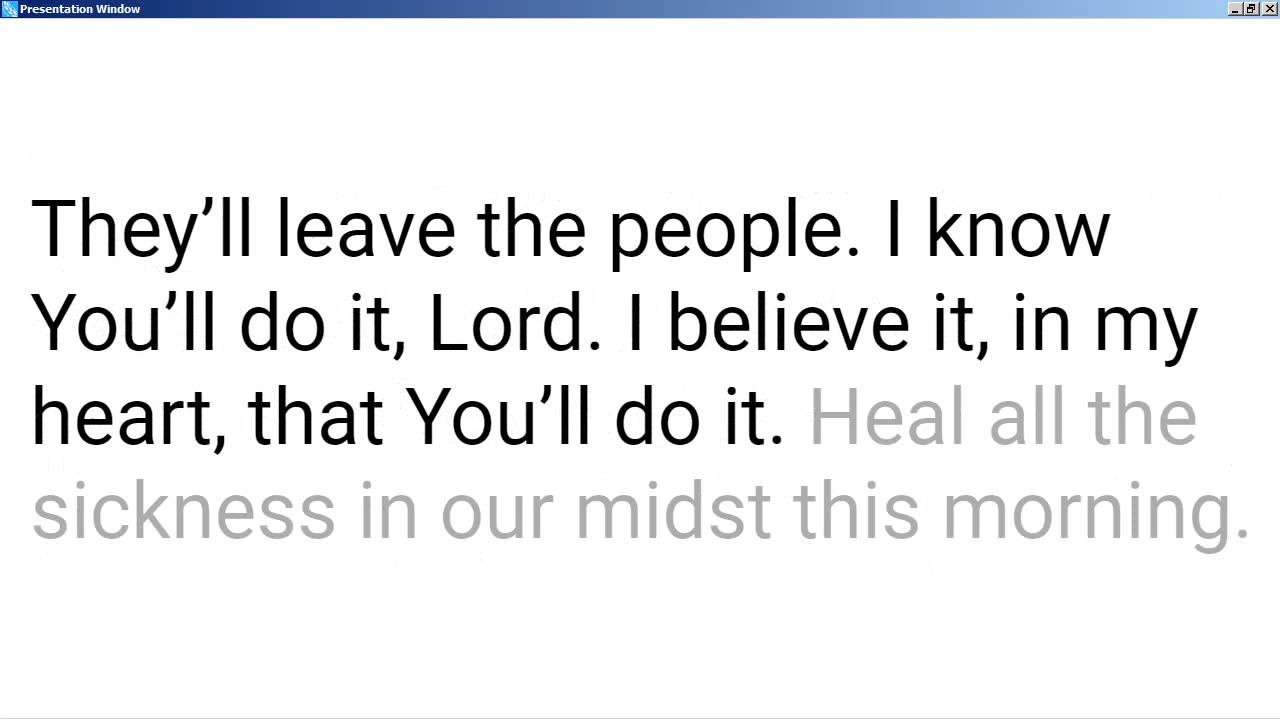 Presentation Window
They’ll leave the people. I know
You’ll do it, Lord. I believe it, in my
heart, that You’ll do it. Heal all the
sickness in our midst this morning.